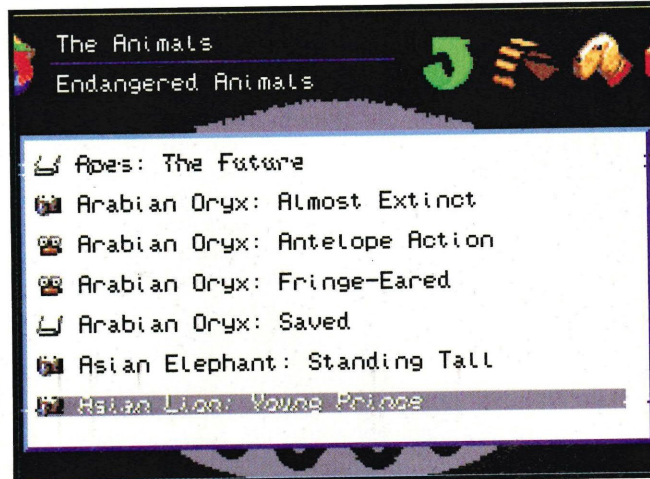 The Animals
Endangered Animals
Apes: The Future
Arabian Oryx: Almost Extinct
Arabian Oryx: Antelope Action
Arabian Oryx: Fringe-Eared
Arabian Oryx: Saved
Asian Elephant: Standing Tall
Asian Lion: Young Prince